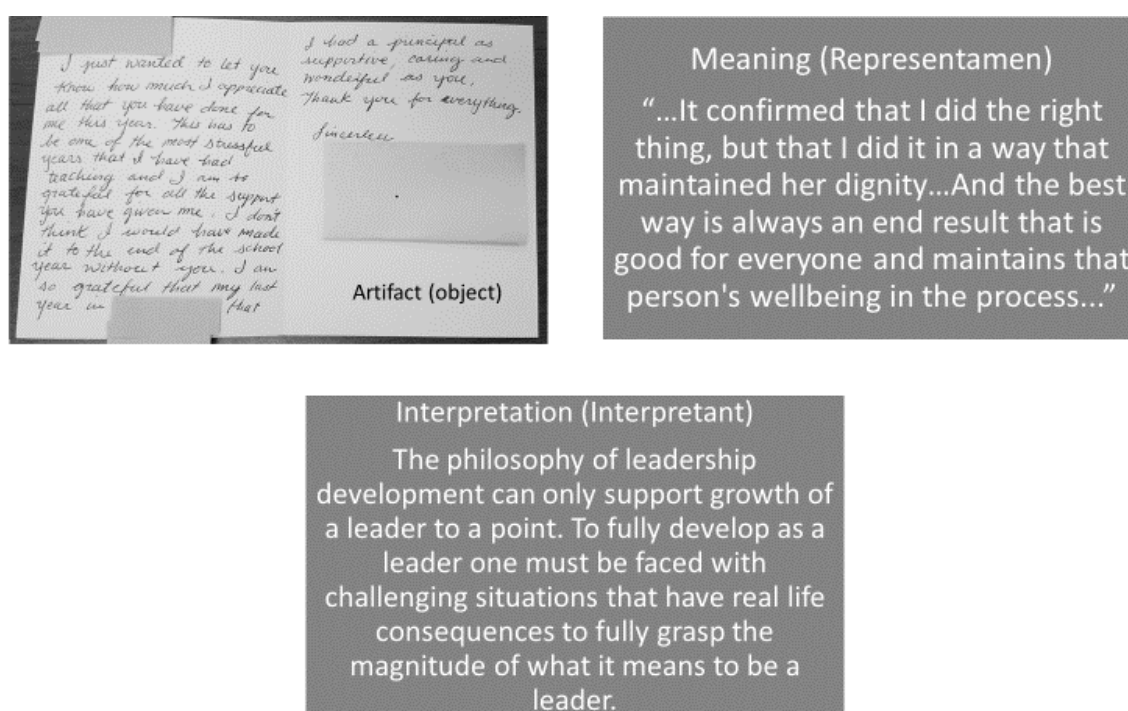 I just wanted to let you
know how much I appreciate
all that you have done for
me this year. This has to
be one of the most stressful
years that I have had
teaching and I am so
grateful for all the support
you have given me. I don't
think I would have made
it to the end of the school
year without you. I am
so grateful that my last
year in that
I had a principal as
supportive, caring and
wonderful as you.
Thank you for everything.
Sincerely
Artifact (object)
Meaning (Representamen)
“...It confirmed that I did the right
thing, but that I did it in a way that
maintained her dignity...And the best
way is always an end result that is
good for everyone and maintains that
person's wellbeing in the process...”
Interpretation (Interpretant)
The philosophy of leadership
development can only support growth of
a leader to a point. To fully develop as a
leader one must be faced with
challenging situations that have real life
consequences to fully grasp the
magnitude of what it means to be a
leader.